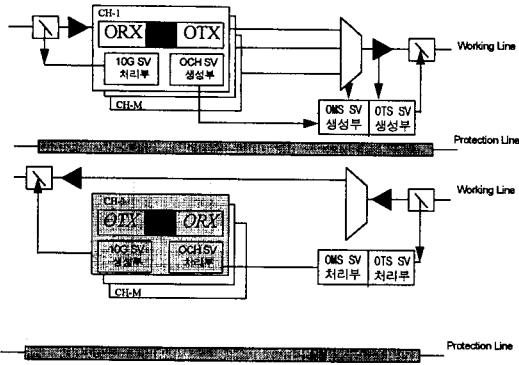 CH-1
ORX OTX
10G SV
처리부
OCH SV
생성부
CH-M
Working Line
OMS SV
생성부
OTS SV
생성부
Protection Line
Working Line
OTX ORX
10G SV
생성부
OCH SV
처리부
CH-M
OMS SV
처리부
OTS SV
처리부
Protection Line